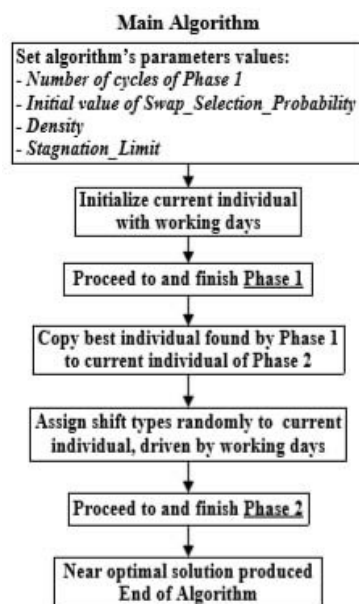 Main Algorithm
Set algorithm's parameters values:
- Number of cycles of Phase 1
- Initial value of Swap_Selection_Probability
- Density
- Stagnation_Limit
Initialize current individual
with working days
Proceed to and finish Phase 1
Copy best individual found by Phase 1
to current individual of Phase 2
Assign shift types randomly to current
individual, driven by working days
Proceed to and finish Phase 2
Near optimal solution produced
End of Algorithm